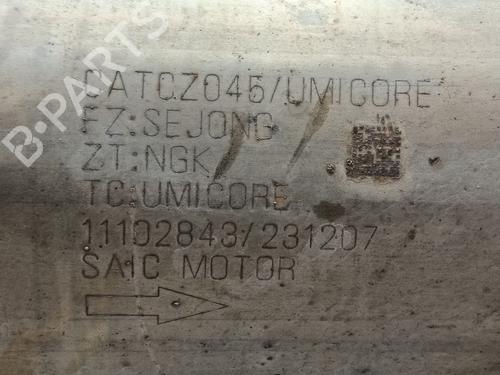 B-PARTS
CATCZ045/UMICORE
FZ:SEJONG
ZT:NGK
TC:UMICORE
11102843/231207
SAIC MOTOR